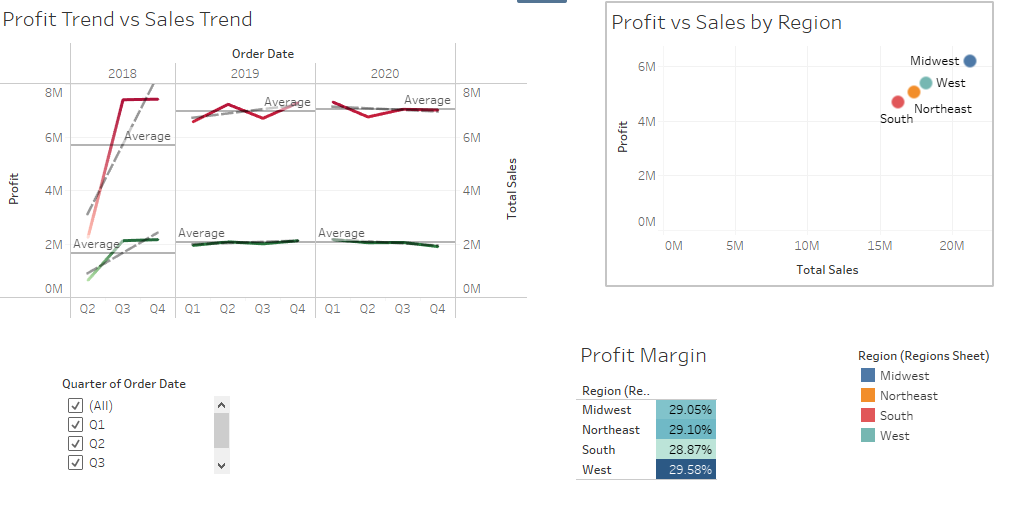 Profit Trend vs Sales Trend
Order Date
2018 2019 2020
8M 8M
6M 6M
4M 4M
2M 2M
0M 0M
Profit
Total Sales
Average
Average
Average
Average
Average
Average
Q2 Q3 Q4 Q1 Q2 Q3 Q4 Q1 Q2 Q3 Q4
Profit vs Sales by Region
6M
4M
2M
0M
Profit
Midwest
West
Northeast
South
0M 5M 10M 15M 20M
Total Sales
Quarter of Order Date
(All)
Q1
Q2
Q3
Profit Margin
Region (Re..
Midwest 29.05%
Northeast 29.10%
South 28.87%
West 29.58%
Region (Regions Sheet)
Midwest
Northeast
South
West